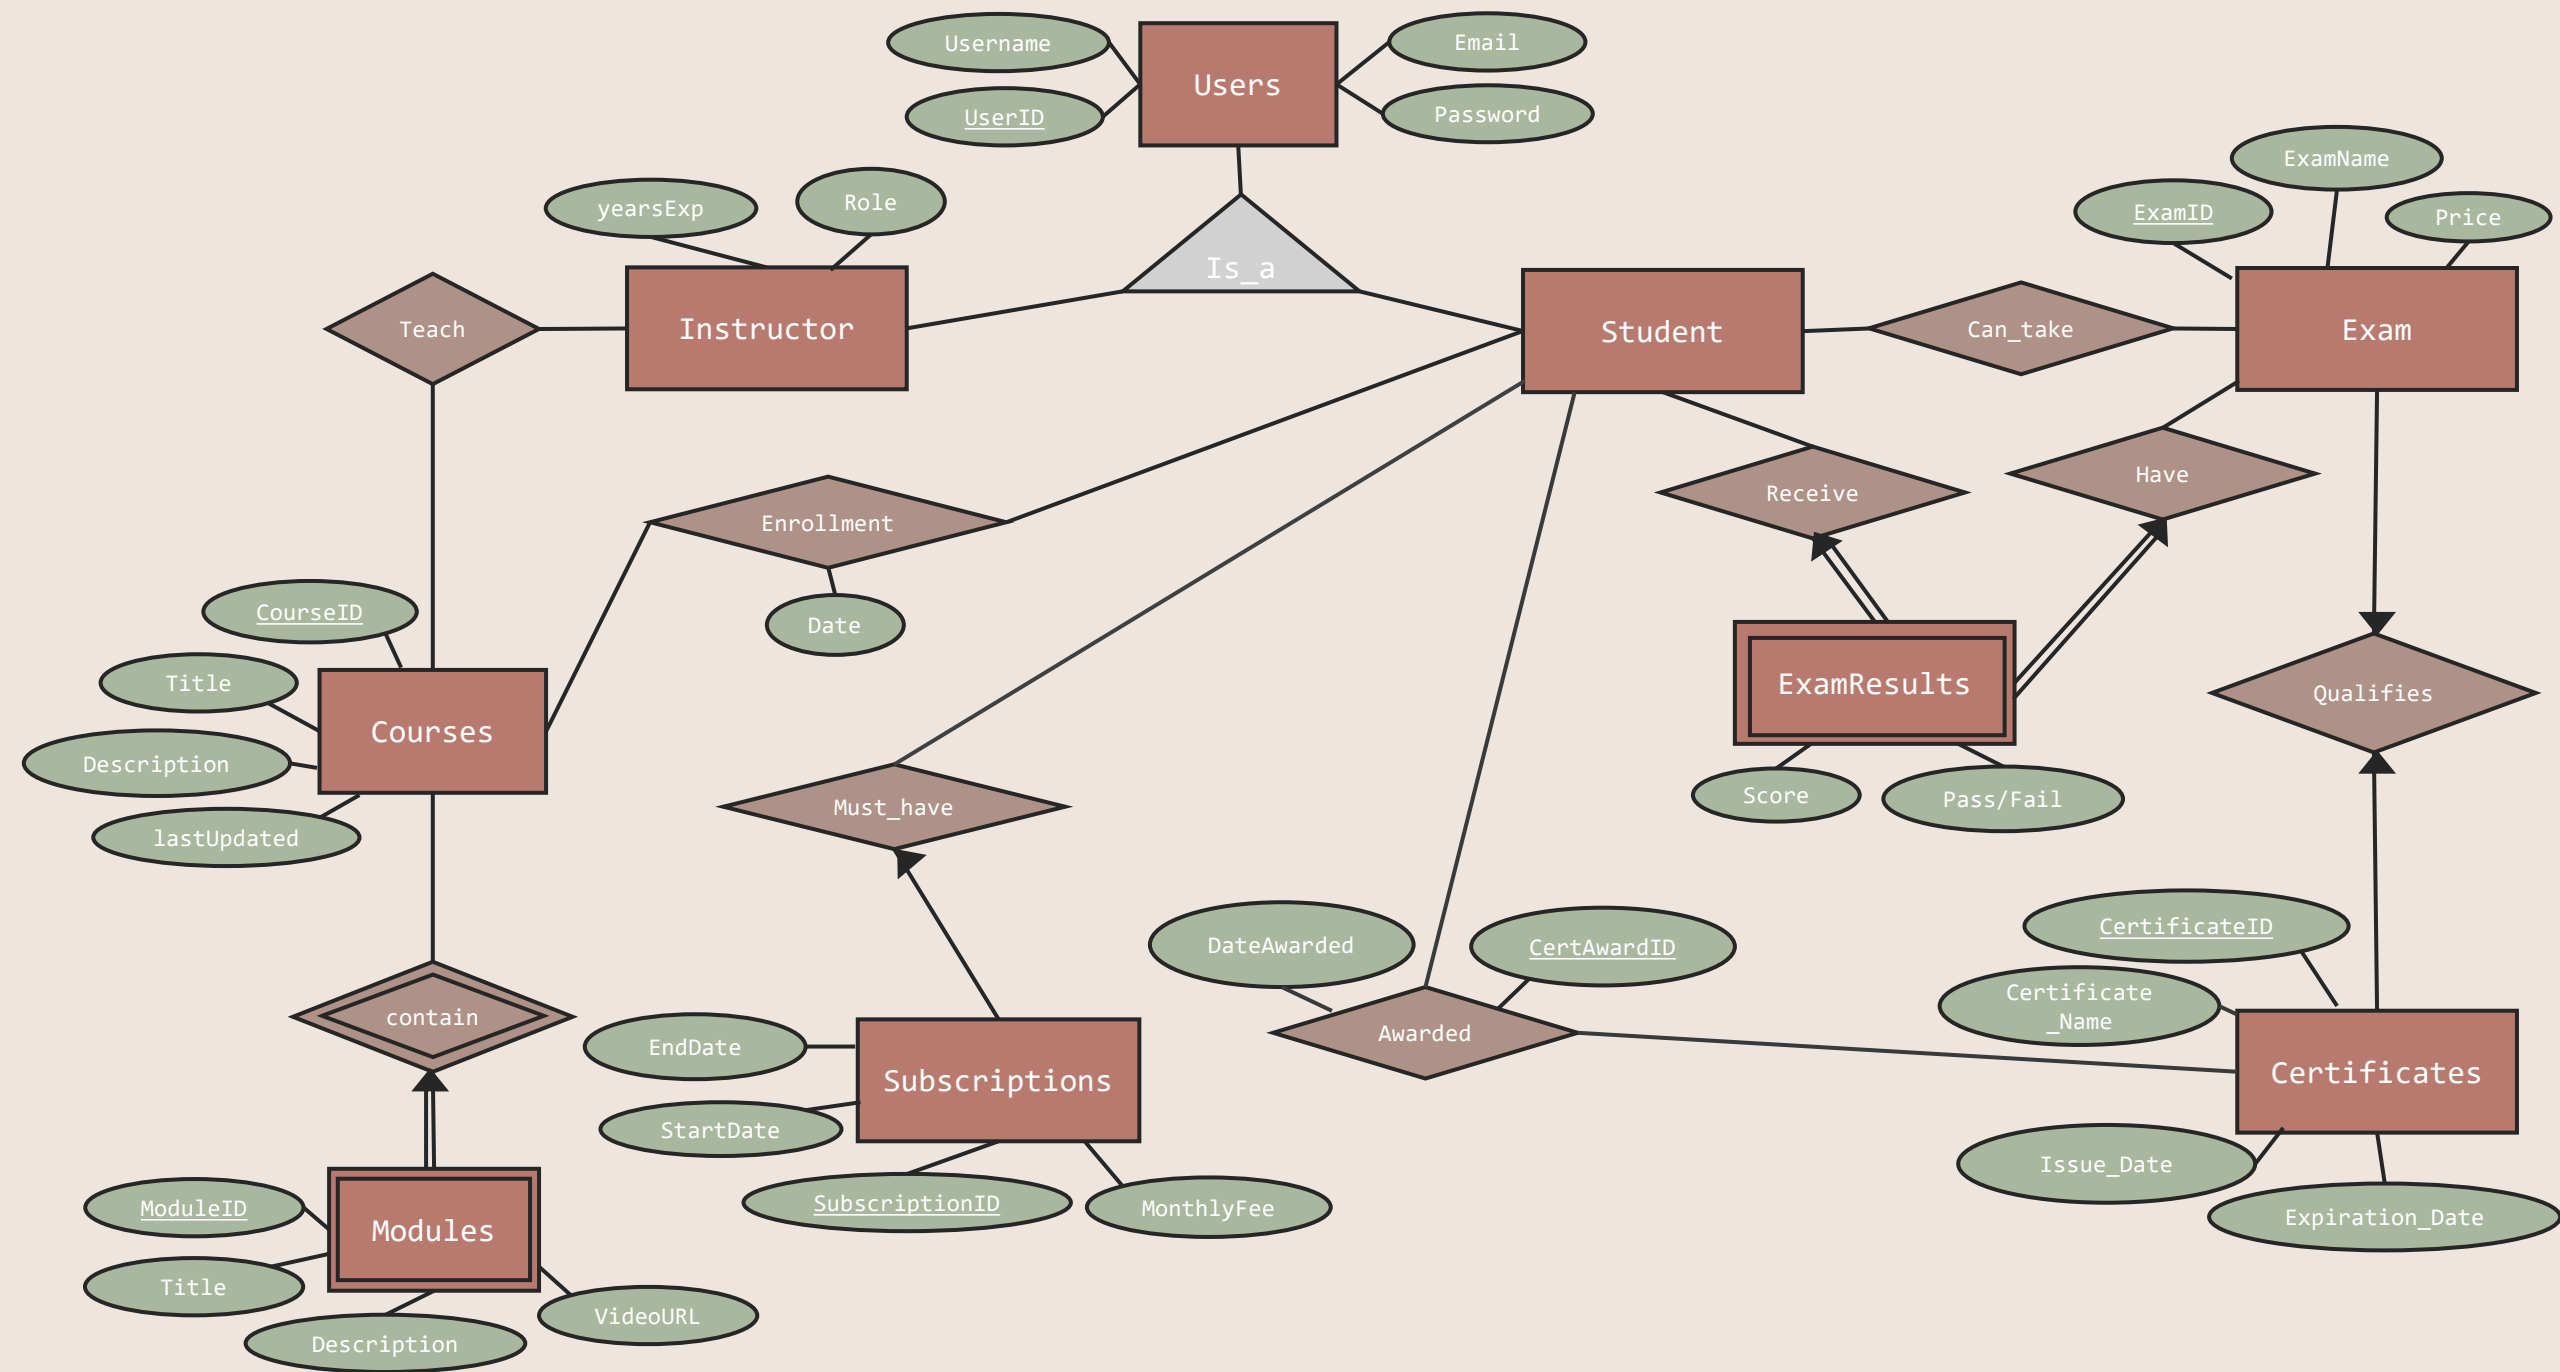 Username
Users
Email
UserID
Password
ExamName
yearsExp
Role
ExamID
Price
Is_a
Teach
Instructor
Student
Can_take
Exam
Have
Receive
Enrollment
CourseID
Date
Title
ExamResults
Qualifies
Courses
Description
Score
Pass/Fail
Must_have
lastUpdated
DateAwarded
CertAwardID
CertificateID
Certificate
_Name
contain
EndDate
Awarded
Subscriptions
Certificates
StartDate
Issue_Date
ModuleID
SubscriptionID
MonthlyFee
Expiration_Date
Modules
Title
VideoURL
Description